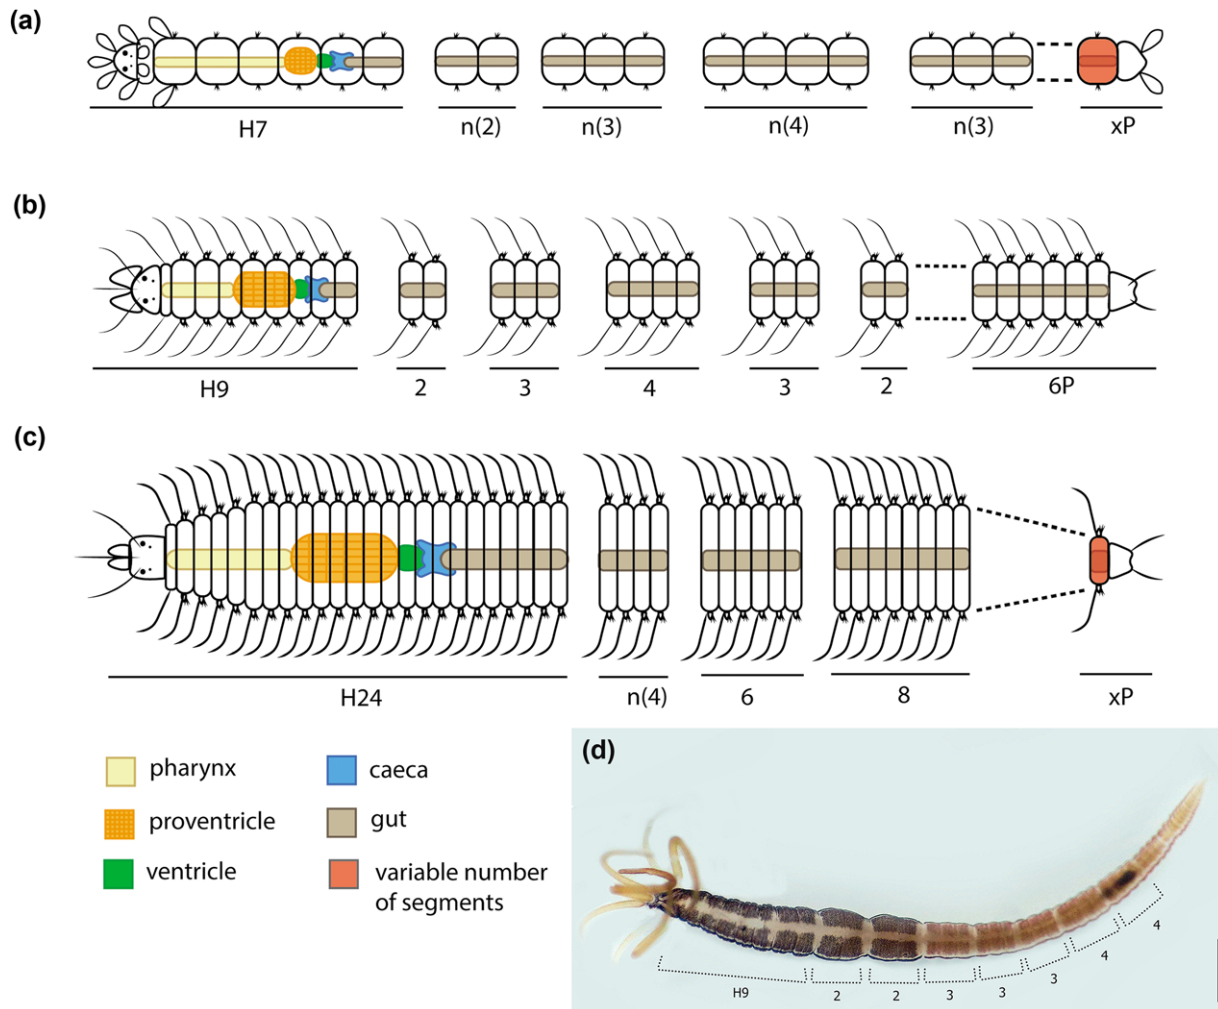 (a)
H7 n(2) n(3) n(4) n(3) xP
(b)
H9 2 3 4 3 2 6P
(c)
H24 n(4) 6 8 xP
pharynx caeca
proventricle gut
ventricle variable number
of segments
(d)
H9 2 2 3 3 3 4 4